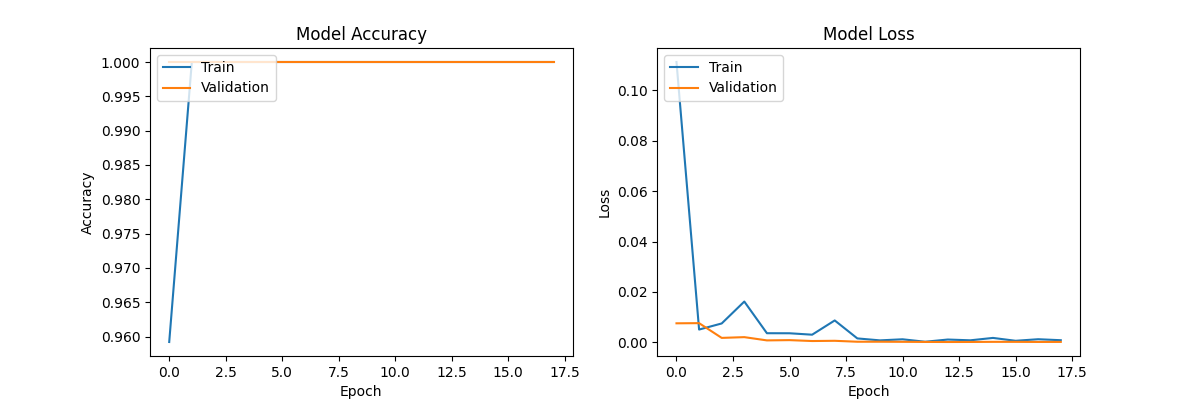 Model Accuracy
Train
Validation
1.000
0.995
0.990
0.985
0.980
0.975
0.970
0.965
0.960
Accuracy
0.0 2.5 5.0 7.5 10.0 12.5 15.0 17.5
Epoch
Model Loss
Train
Validation
0.10
0.08
0.06
0.04
0.02
0.00
Loss
0.0 2.5 5.0 7.5 10.0 12.5 15.0 17.5
Epoch